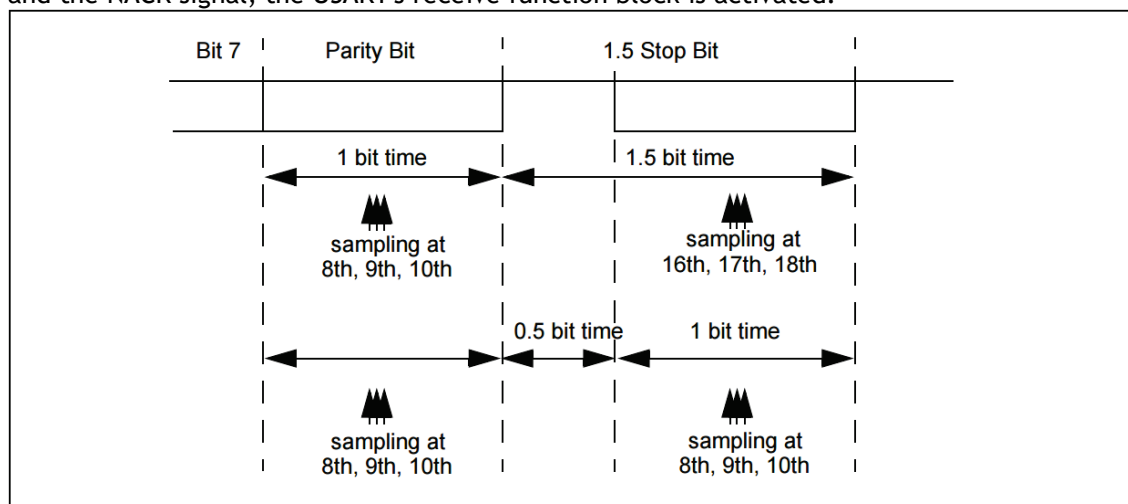 and the NACK signal, the USART's receive function block is activated.
Bit 7 Parity Bit 1.5 Stop Bit
1 bit time 1.5 bit time
sampling at
8th, 9th, 10th
sampling at
16th, 17th, 18th
0.5 bit time 1 bit time
sampling at
8th, 9th, 10th
sampling at
8th, 9th, 10th